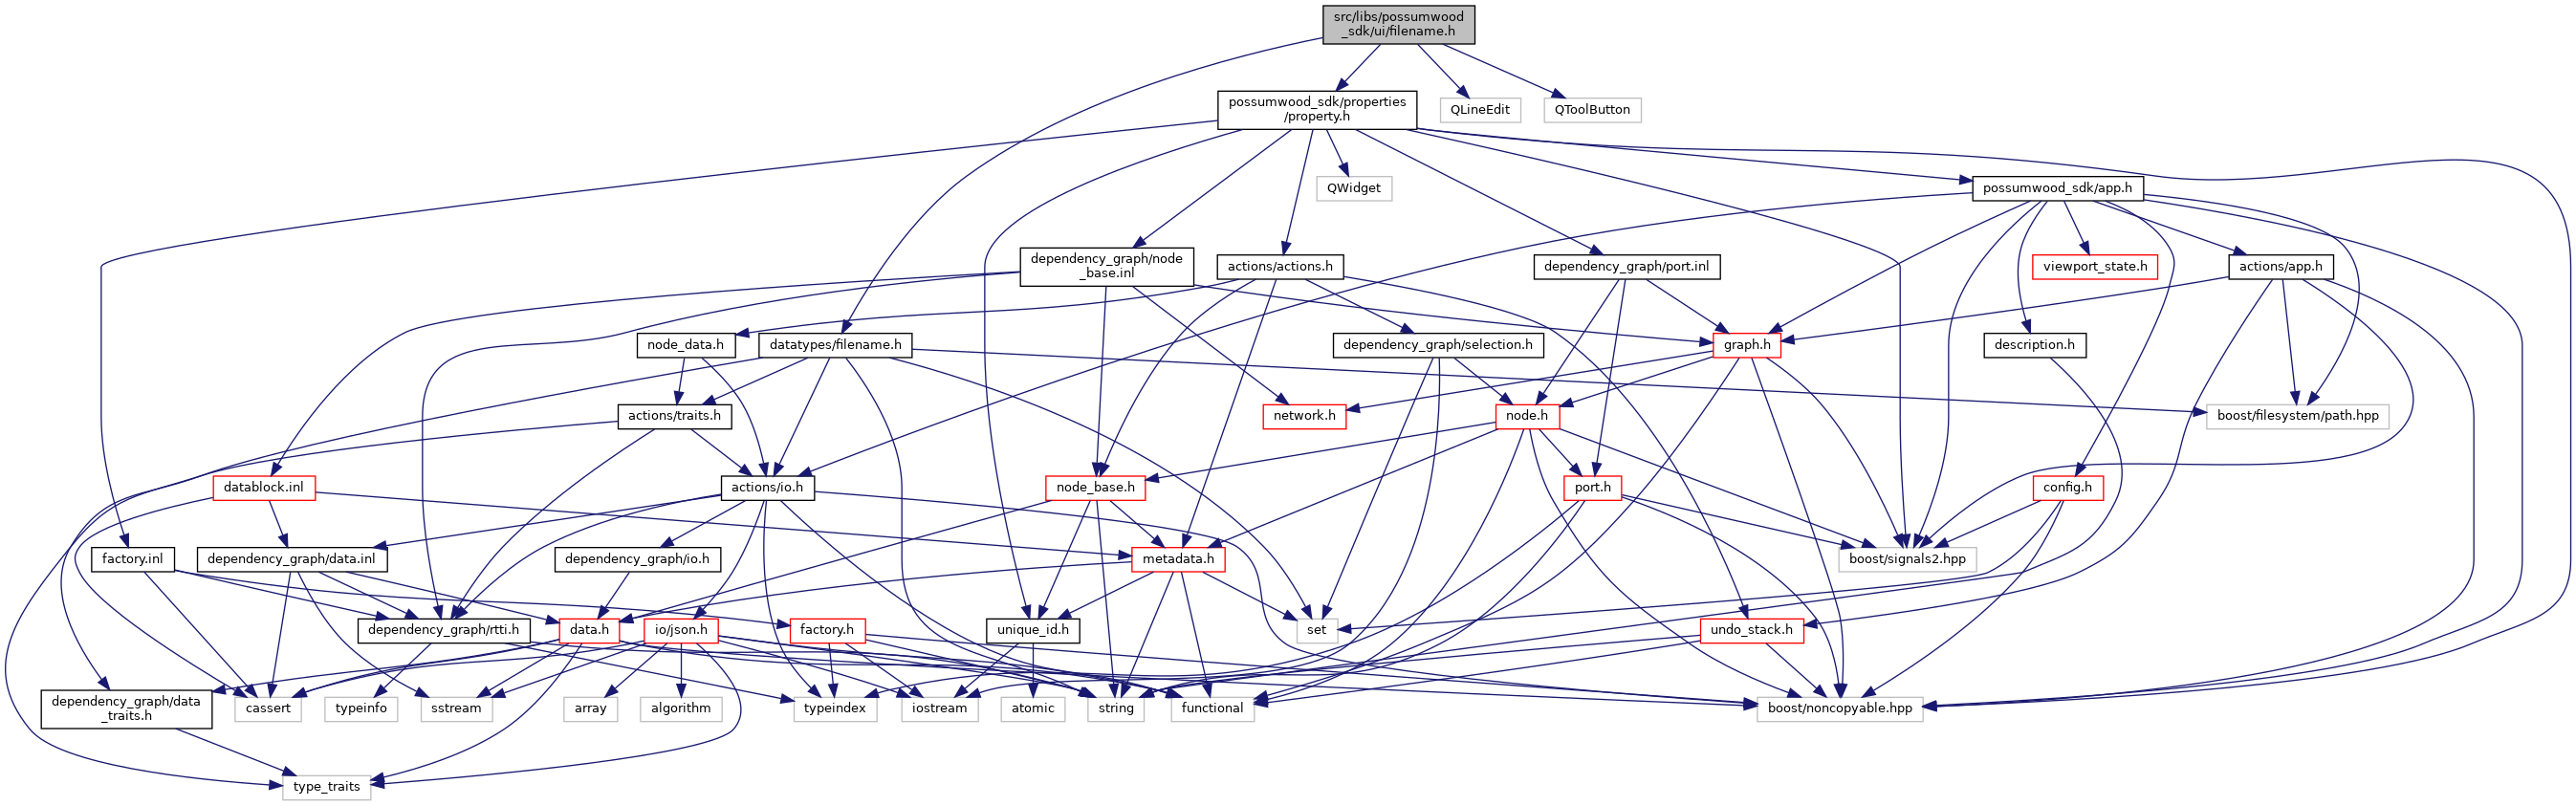 src/libs/possumwood
_sdk/ui/filename.h
possumwood_sdk/properties
/property.h
QLineEdit
QToolButton
QWidget
possumwood_sdk/app.h
dependency_graph/node
_base.inl
actions/actions.h
dependency_graph/port.inl
viewport_state.h
actions/app.h
node_data.h
datatypes/filename.h
dependency_graph/selection.h
graph.h
description.h
actions/traits.h
network.h
node.h
boost/filesystem/path.hpp
datablock.inl
actions/io.h
node_base.h
port.h
config.h
factory.inl
dependency_graph/data.inl
dependency_graph/io.h
metadata.h
boost/signals2.hpp
dependency_graph/rtti.h
data.h
io/json.h
factory.h
unique_id.h
set
undo_stack.h
dependency_graph/data
_traits.h
cassert
typeinfo
sstream
array
algorithm
typeindex
iostream
atomic
string
functional
boost/noncopyable.hpp
type_traits